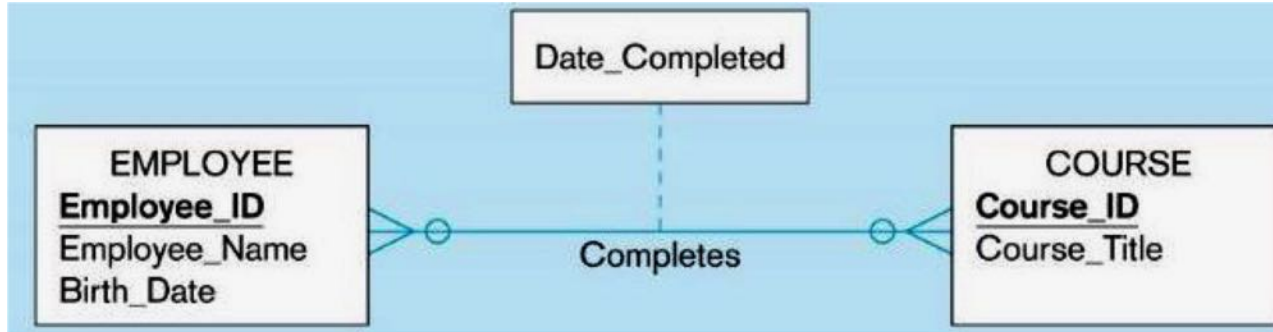 Date_Completed
EMPLOYEE
Employee_ID
Employee_Name
Birth_Date
Completes
COURSE
Course_ID
Course_Title